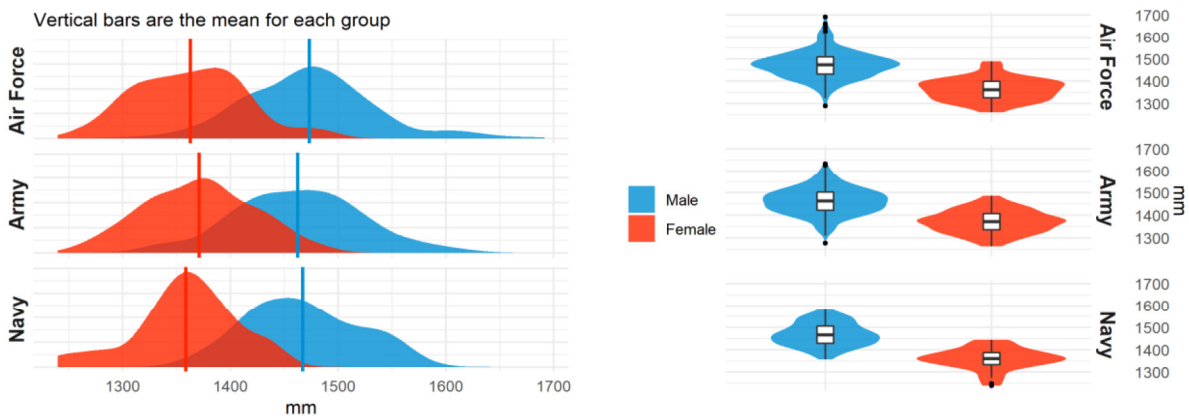 Vertical bars are the mean for each group
Air Force
Army
Navy
1300 1400 1500 1600 1700
mm
Male
Female
Air Force
1700
1600
1500
1400
1300
Army
1700
1600
1500
1400
1300
mm
Navy
1700
1600
1500
1400
1300